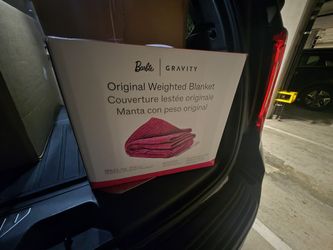 Barbie | GRAVITY
Original Weighted Blanket
Couverture lestée originale
Manta con peso original